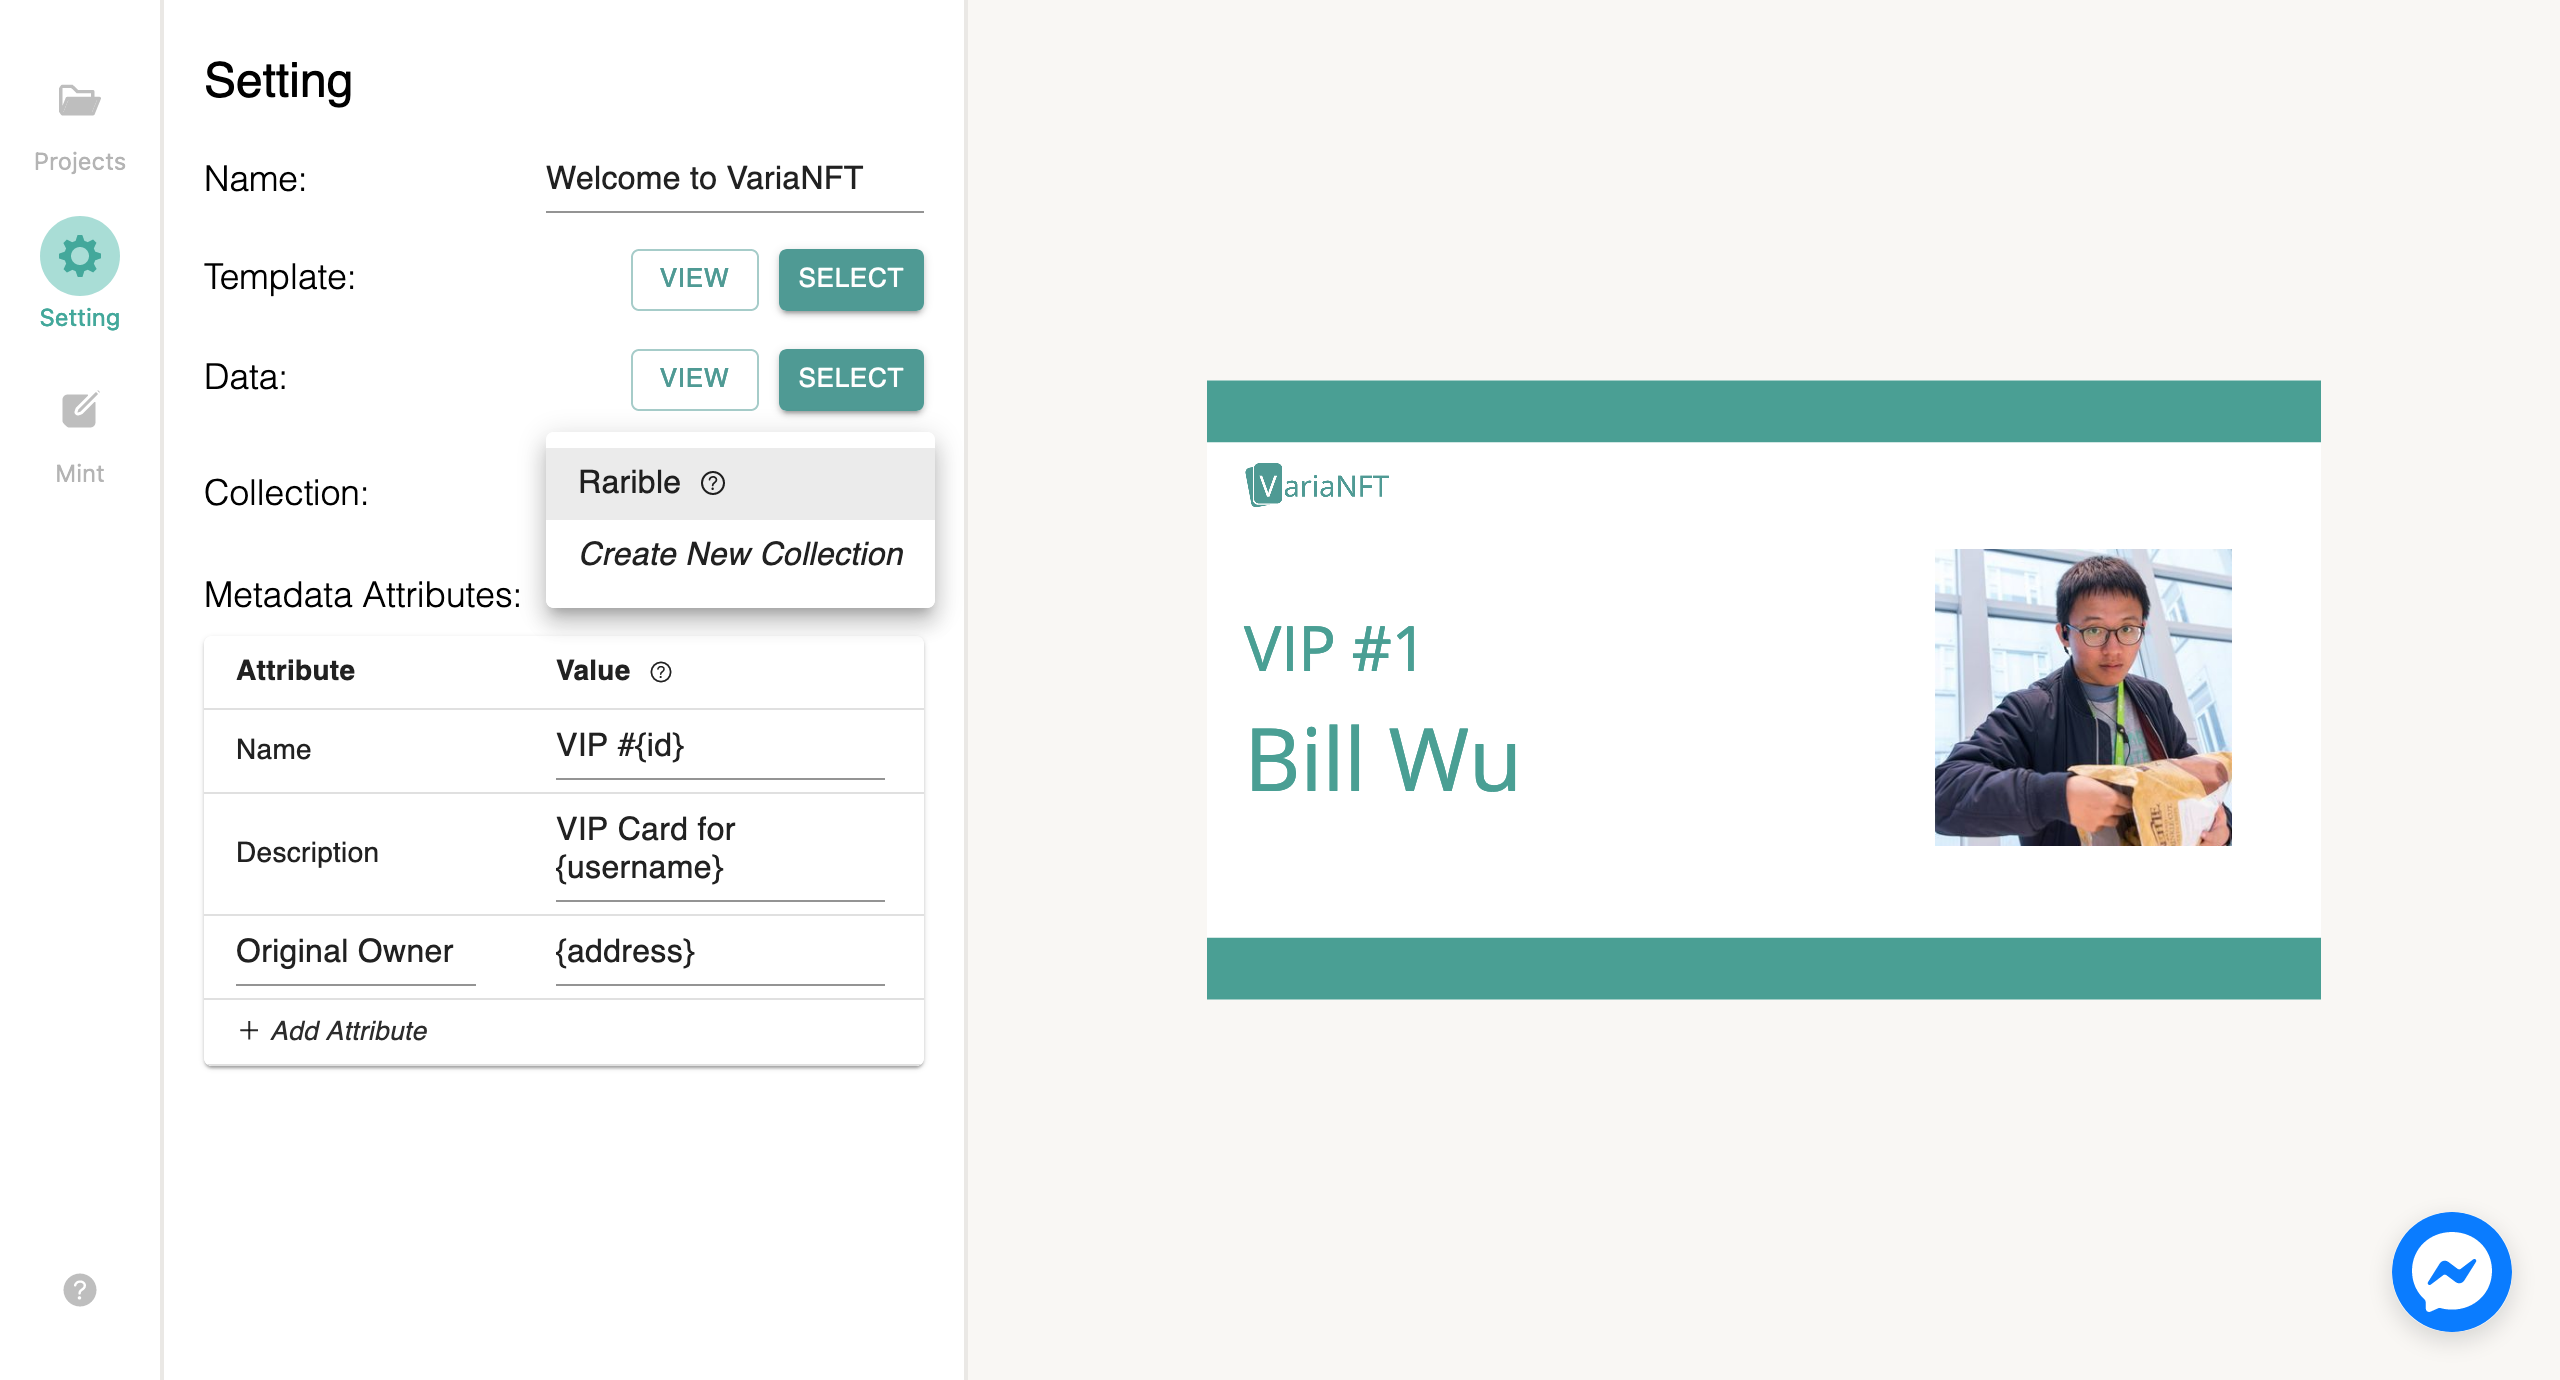 Projects
Setting
Mint
Setting
Name:
Welcome to VariaNFT
Template:
VIEW
SELECT
Data:
VIEW
SELECT
Collection:
Rarible
Create New Collection
Metadata Attributes:
Attribute
Value
Name
VIP #{id}
Description
VIP Card for
{username}
Original Owner
{address}
+ Add Attribute
VariaNFT
VIP #1
Bill Wu